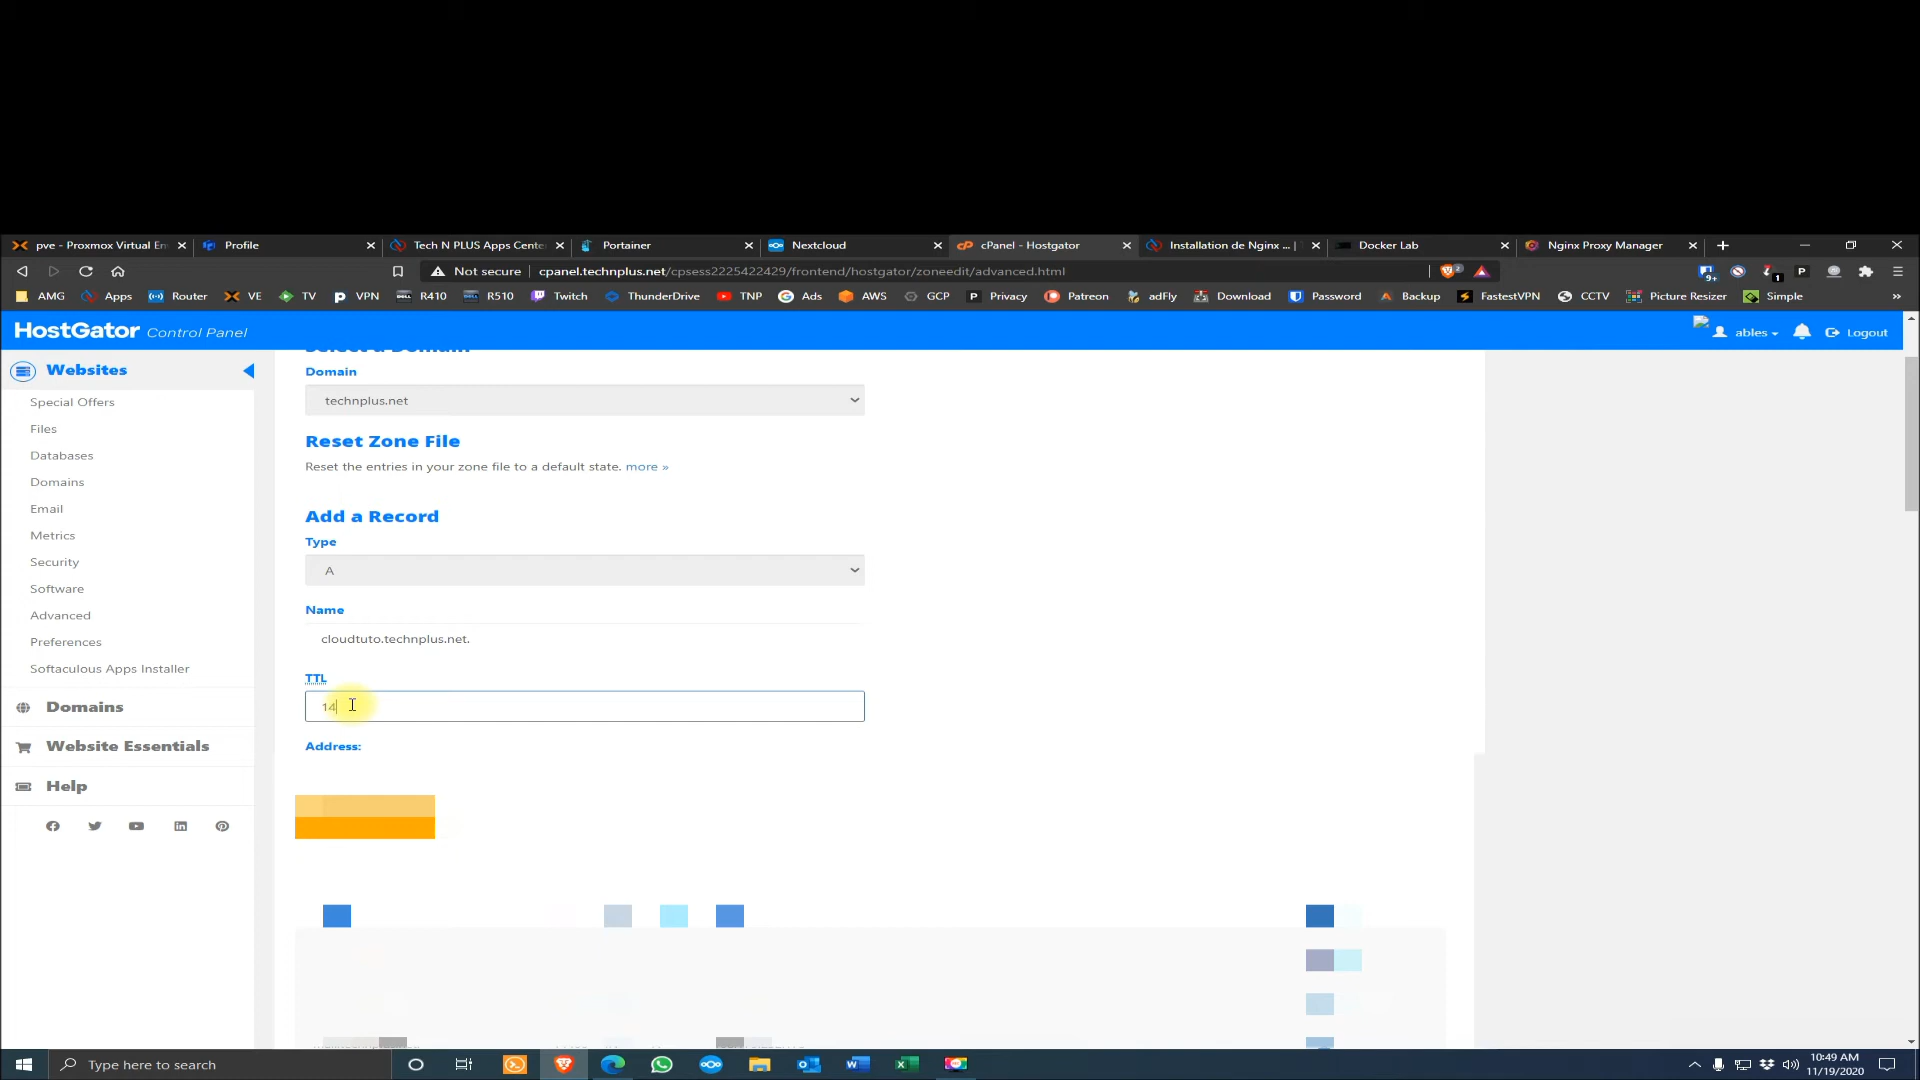 pve - Proxmox Virtual En
Profile
Tech N PLUS Apps Cente
Portainer
Nextcloud
cPanel - Hostgator
Installation de Nginx ... |
Docker Lab
Nginx Proxy Manager
Not secure
cpanel.technplus.net/cpsess2225422429/frontend/hostgator/zoneedit/advanced.html
AMG
Apps
Router
VE
TV
VPN
R410
R510
Twitch
ThunderDrive
TNP
Ads
AWS
GCP
Privacy
Patreon
adFly
Download
Password
Backup
FastestVPN
CCTV
Picture Resizer
Simple
HostGator Control Panel
ables
Logout
Websites
Special Offers
Files
Databases
Domains
Email
Metrics
Security
Software
Advanced
Preferences
Softaculous Apps Installer
Domains
Website Essentials
Help
Select a Domain
Domain
technplus.net
Reset Zone File
Reset the entries in your zone file to a default state. more »
Add a Record
Type
A
Name
cloudtuto.technplus.net.
TTL
14
Address:
Type here to search
10:49 AM
11/19/2020